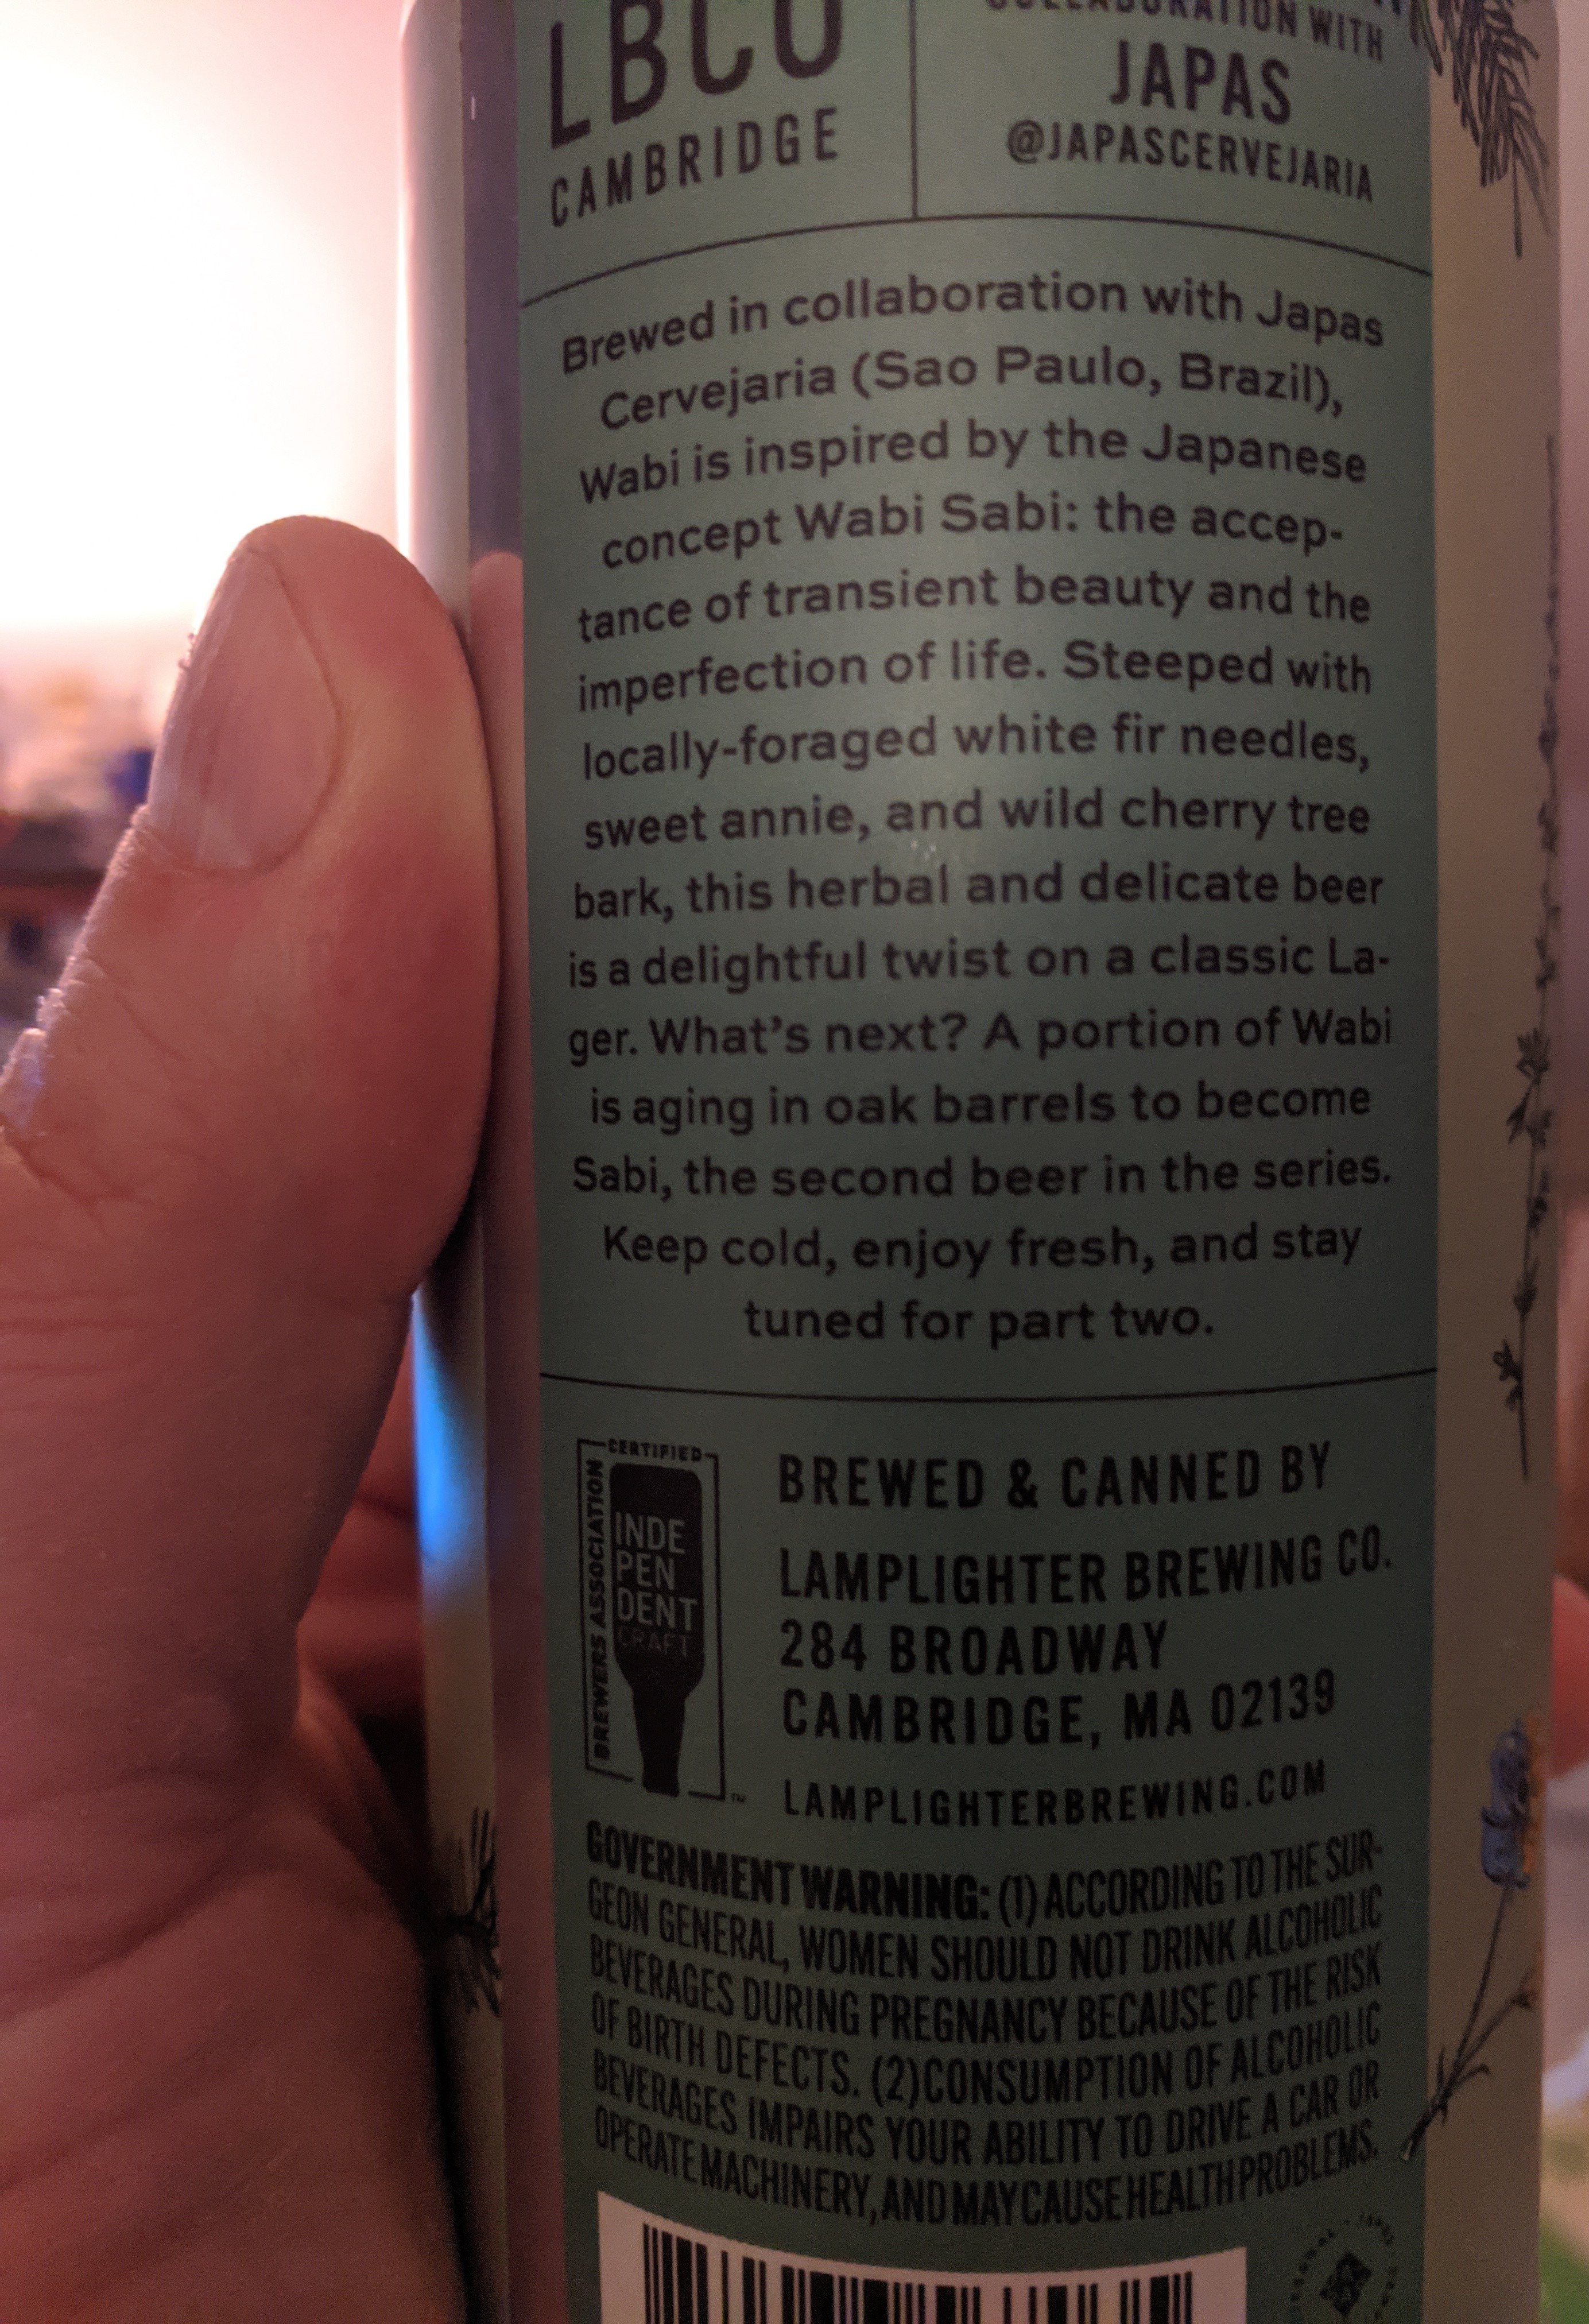 LBCO
CAMBRIDGE
COLLABORATION WITH
JAPAS
@JAPASCERVEJARIA
Brewed in collaboration with Japas
Cervejaria (Sao Paulo, Brazil),
Wabi is inspired by the Japanese
concept Wabi Sabi: the accep-
tance of transient beauty and the
imperfection of life. Steeped with
locally-foraged white fir needles,
sweet annie, and wild cherry tree
bark, this herbal and delicate beer
is a delightful twist on a classic La-
ger. What's next? A portion of Wabi
is aging in oak barrels to become
Sabi, the second beer in the series.
Keep cold, enjoy fresh, and stay
tuned for part two.
CERTIFIED
BREWERS ASSOCIATION
INDE
PEN
DENT
CRAFT
TM
BREWED & CANNED BY
LAMPLIGHTER BREWING CO.
284 BROADWAY
CAMBRIDGE, MA 02139
LAMPLIGHTERBREWING.COM
GOVERNMENT WARNING: (1) ACCORDING TO THE SUR-
GEON GENERAL, WOMEN SHOULD NOT DRINK ALCOHOLIC
BEVERAGES DURING PREGNANCY BECAUSE OF THE RISK
OF BIRTH DEFECTS. (2)CONSUMPTION OF ALCOHOLIC
BEVERAGES IMPAIRS YOUR ABILITY TO DRIVE A CAR OR
OPERATE MACHINERY, AND MAY CAUSE HEALTH PROBLEMS.